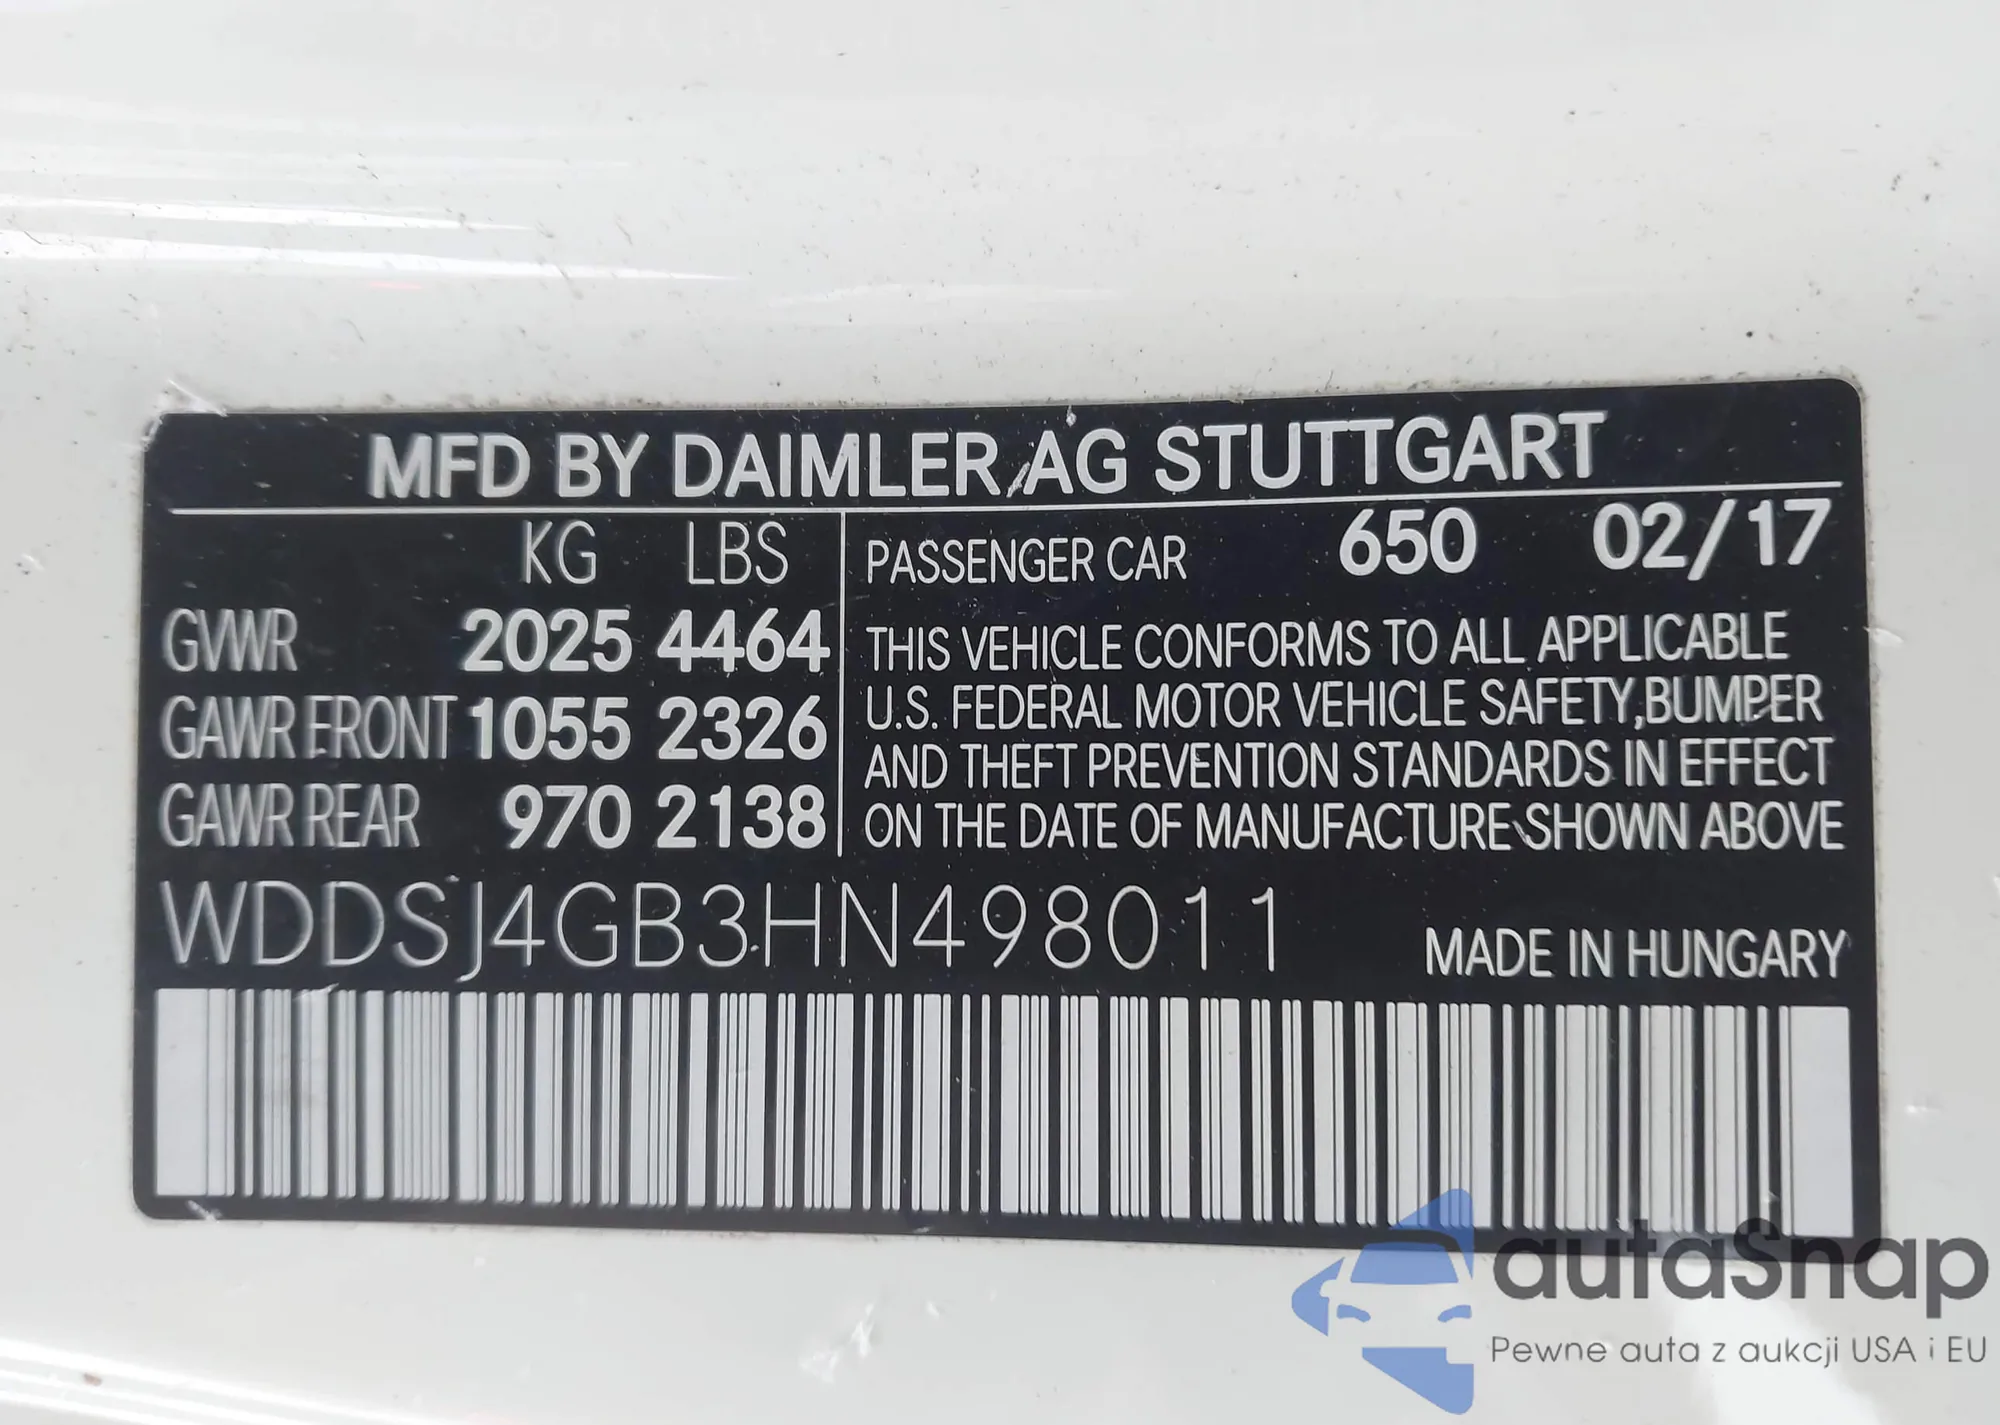 MFD BY DAIMLER AG STUTTGART
KG LBS
GVWR 2025 4464
GAWR FRONT 1055 2326
GAWR REAR 970 2138
PASSENGER CAR 650 02/17
THIS VEHICLE CONFORMS TO ALL APPLICABLE
U.S. FEDERAL MOTOR VEHICLE SAFETY,BUMPER
AND THEFT PREVENTION STANDARDS IN EFFECT
ON THE DATE OF MANUFACTURE SHOWN ABOVE
WDDSJ4GB3HN498011
MADE IN HUNGARY
autoSnap
Pewne auta z aukcji USA i EU